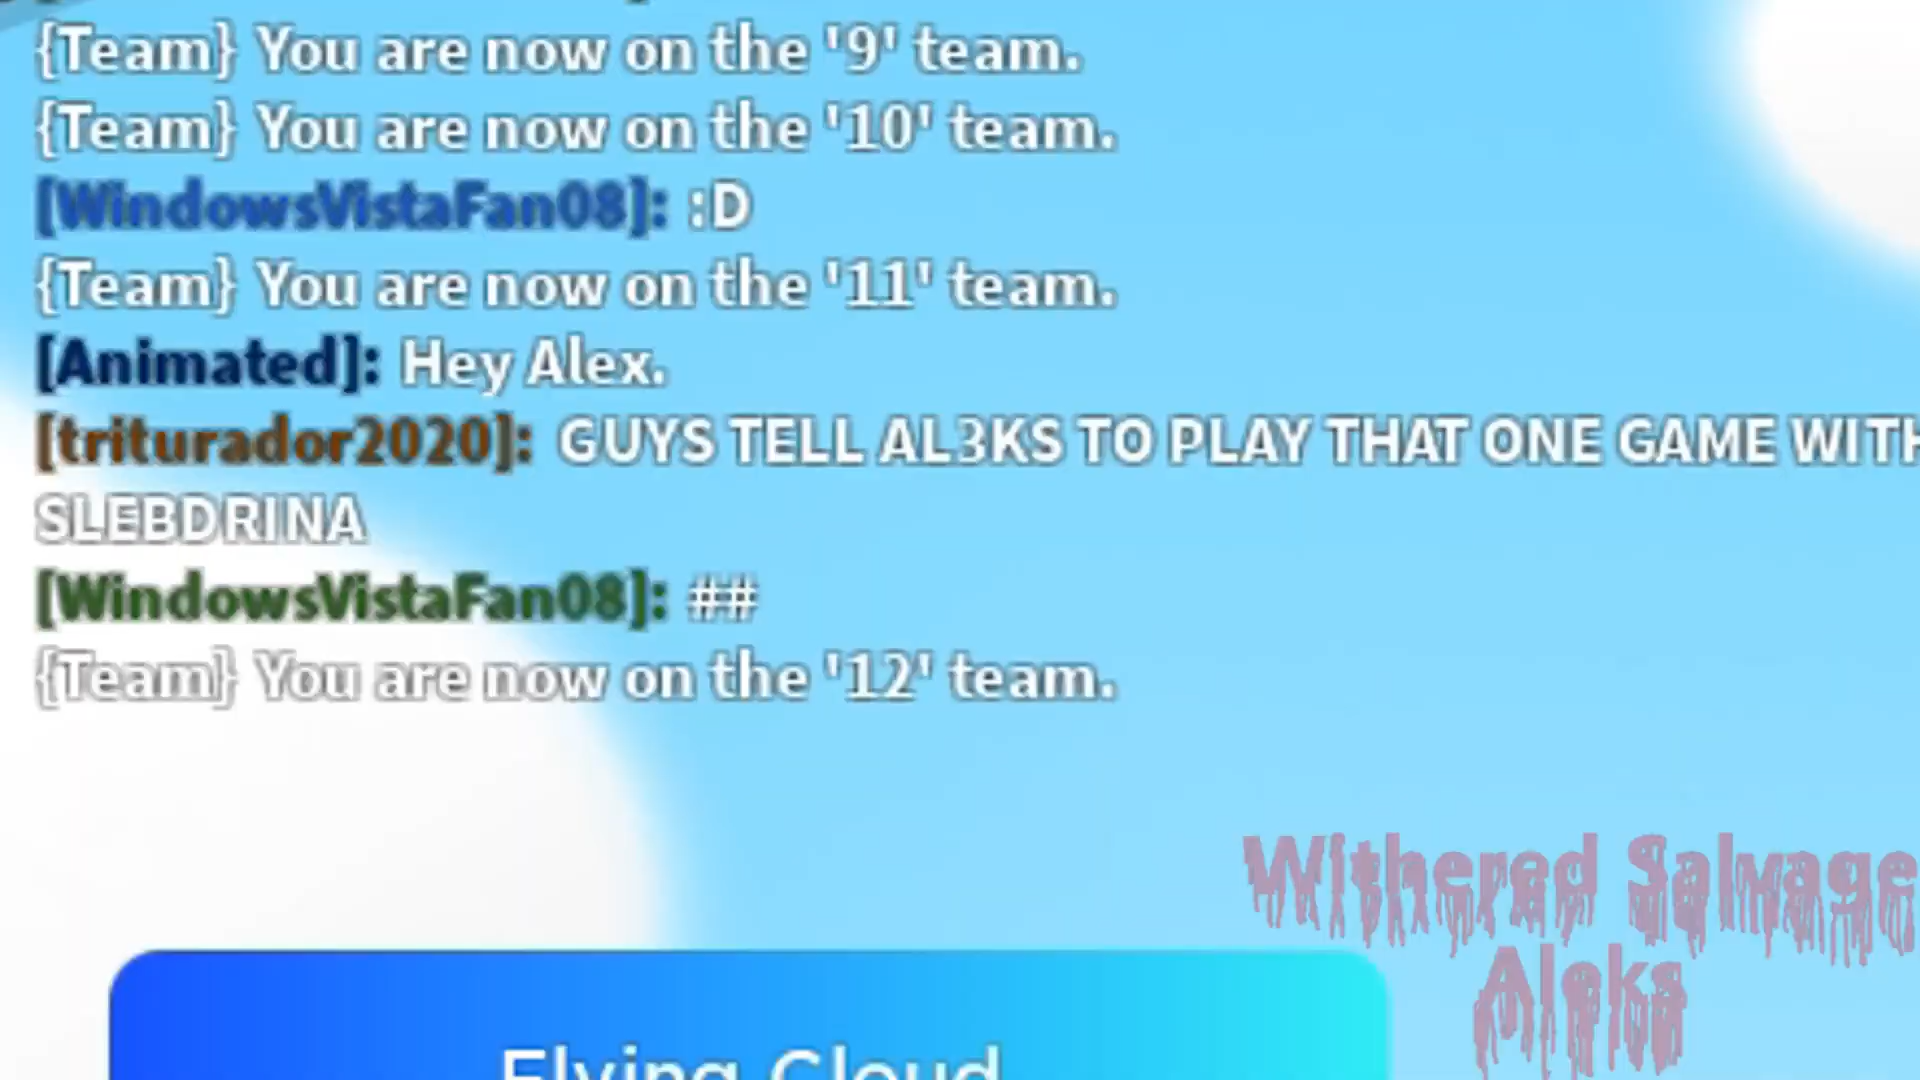 {Team} You are now on the '9' team.
{Team} You are now on the '10' team.
[WindowsVistaFan08]: :D
{Team} You are now on the '11' team.
[Animated]: Hey Alex.
[triturador2020]: GUYS TELL AL3KS TO PLAY THAT ONE GAME WITH
SLEBDRINA
[WindowsVistaFan08]: ##
{Team} You are now on the '12' team.
Withered Salvage
Aleks
Flying Cloud